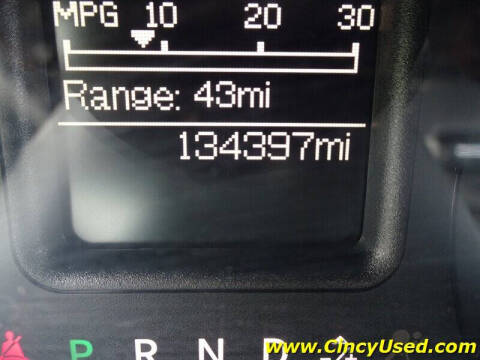 MPG 10 20 30
Range: 43mi
134397mi
P R N D -/+
www.CincyUsed.com